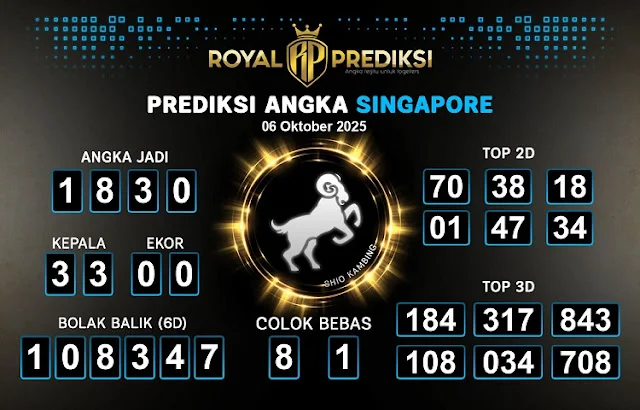 ROYAL RP PREDIKSI
Angka rejitu untuk togellers
PREDIKSI ANGKA SINGAPORE
06 Oktober 2025
ANGKA JADI
1 8 3 0
KEPALA EKOR
3 3 0 0
BOLAK BALIK (6D)
1 0 8 3 4 7
SHIO KAMBING
COLOK BEBAS
8 1
TOP 2D
70 38 18
01 47 34
TOP 3D
184 317 843
108 034 708